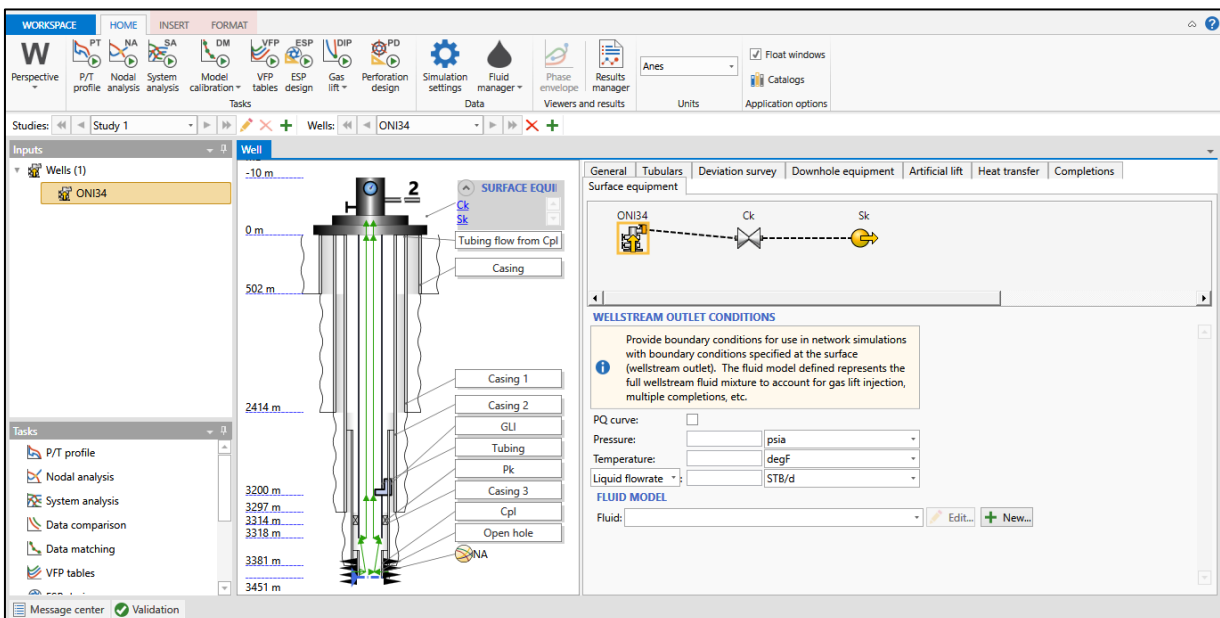 WORKSPACE HOME INSERT FORMAT
W PT NA SA DM VFP ESP DIP PD
Perspective P/T profile Nodal analysis System analysis Model calibration VFP tables ESP design Gas lift Perforation design Simulation settings Fluid manager Phase envelope Results manager Anes Float windows Catalogs
Tasks Data Viewers and results Units Application options
Studies: Study 1 Wells: ONI34
Inputs
Wells (1)
ONI34
Tasks
P/T profile
Nodal analysis
System analysis
Data comparison
Data matching
VFP tables
Well
-10 m
2
SURFACE EQUI
Ck
Sk
0 m
Tubing flow from Cpl
Casing
502 m
Casing 1
2414 m
Casing 2
GLI
Tubing
Pk
3200 m
Casing 3
3297 m
3314 m
Cpl
3318 m
Open hole
NA
3381 m
3451 m
General Tubulars Deviation survey Downhole equipment Artificial lift Heat transfer Completions
Surface equipment
ONI34 Ck Sk
WELLSTREAM OUTLET CONDITIONS
Provide boundary conditions for use in network simulations
with boundary conditions specified at the surface
(wellstream outlet). The fluid model defined represents the
full wellstream fluid mixture to account for gas lift injection,
multiple completions, etc.
PQ curve:
Pressure: psia
Temperature: degF
Liquid flowrate : STB/d
FLUID MODEL
Fluid: Edit... New...
Message center Validation